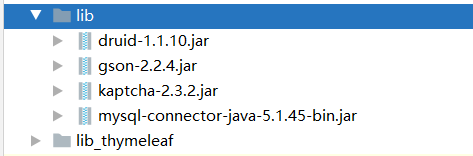 lib
druid-1.1.10.jar
gson-2.2.4.jar
kaptcha-2.3.2.jar
mysql-connector-java-5.1.45-bin.jar
lib_thymeleaf